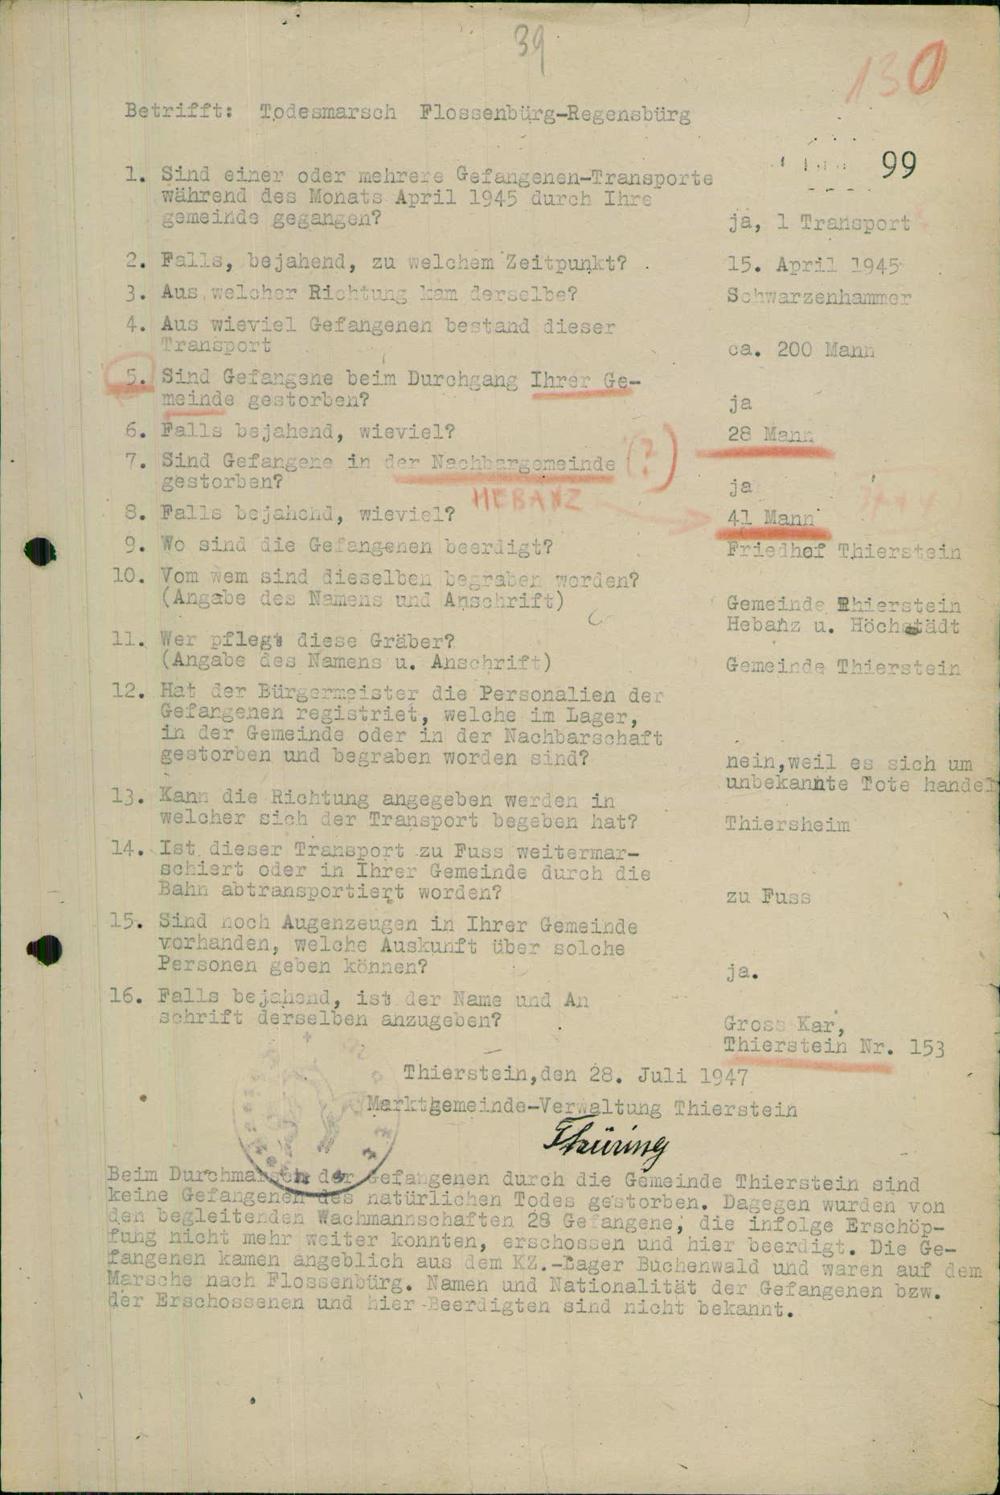 39
130
Betrifft: Todesmarsch Flossenbürg-Regensbürg
99
1. Sind einer oder mehrere Gefangenen-Transporte
während des Monats April 1945 durch Ihre
gemeinde gegangen? ja, 1 Transport
2. Falls, bejahend, zu welchem Zeitpunkt? 15. April 1945
3. Aus welcher Richtung kam derselbe? Schwarzenhammer
4. Aus wieviel Gefangenen bestand dieser
Transport ca. 200 Mann
5. Sind Gefangene beim Durchgang Ihrer Ge-
meinde gestorben? ja
6. Falls bejahend, wieviel? 28 Mann
7. Sind Gefangene in der Nachbargemeinde (?)
gestorben? ja
HEBANZ
8. Falls bejahend, wieviel? 41 Mann
9. Wo sind die Gefangenen beerdigt? Friedhof Thierstein
10. Vom wem sind dieselben begraben worden?
(Angabe des Namens und Anschrift) Gemeinde Thierstein
Hebanz u. Höchstädt
11. Wer pflegt diese Gräber?
(Angabe des Namens u. Anschrift) Gemeinde Thierstein
12. Hat der Bürgermeister die Personalien der
Gefangenen registriet, welche im Lager,
in der Gemeinde oder in der Nachbarschaft
gestorben und begraben worden sind? nein,weil es sich um
unbekannte Tote handel
13. Kann die Richtung angegeben werden in
welcher sich der Transport begeben hat? Thiersheim
14. Ist dieser Transport zu Fuss weitermar-
schiert oder in Ihrer Gemeinde durch die
Bahn abtransportiert worden? zu Fuss
15. Sind noch Augenzeugen in Ihrer Gemeinde
vorhanden, welche Auskunft über solche
Personen geben können? ja.
16. Falls bejahend, ist der Name und An
schrift derselben anzugeben? Gross Kar,
Thierstein Nr. 153
Thierstein,den 28. Juli 1947
Marktgemeinde-Verwaltung Thierstein
Thüring
Beim Durchmarsch der Gefangenen durch die Gemeinde Thierstein sind
keine Gefangenen des natürlichen Todes gestorben. Dagegen wurden von
den begleitenden Wachmannschaften 28 Gefangene, die infolge Erschöp-
fung nicht mehr weiter konnten, erschossen und hier beerdigt. Die Ge-
fangenen kamen angeblich aus dem KZ.-Lager Buchenwald und waren auf dem
Marsche nach Flossenbürg. Namen und Nationalität der Gefangenen bzw.
der Erschossenen und hier Beerdigten sind nicht bekannt.